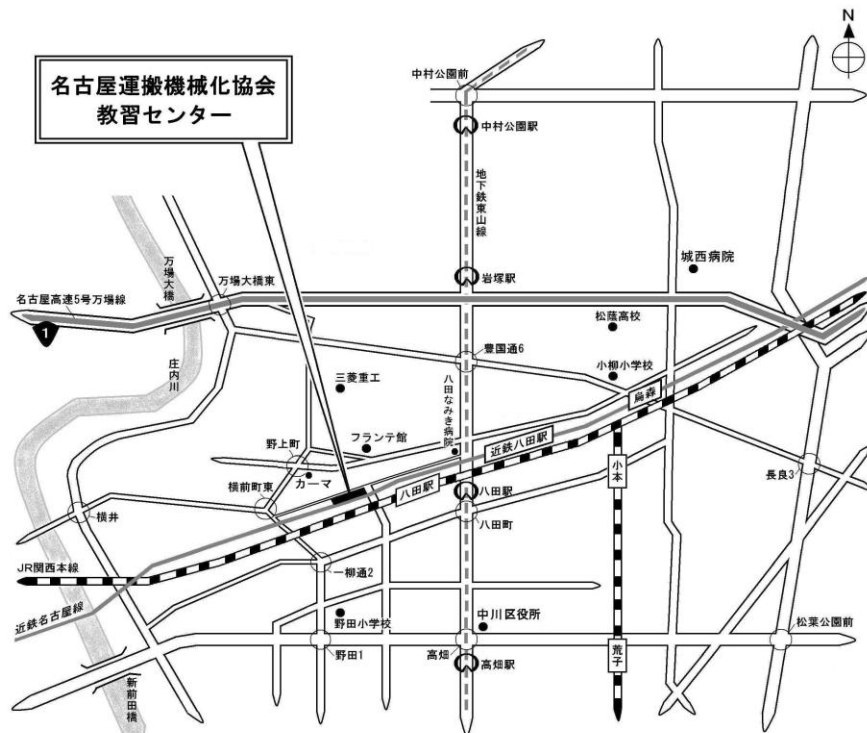 N
名古屋運搬機械化協会
教習センター
中村公園前
中村公園駅
地下鉄東山線
城西病院
万場大橋
万場大橋東
岩塚駅
名古屋高速5号万場線
1
松蔭高校
庄内川
豊国通6
小柳小学校
三菱重工
八田なみき病院
烏森
フランテ館
近鉄八田駅
野上町
カーマ
八田駅
八田駅
小本
長良3
横前町東
横井
八田町
JR関西本線
一柳通2
近鉄名古屋線
野田小学校
中川区役所
松葉公園前
野田1
高畑
荒子
高畑駅
新前田橋